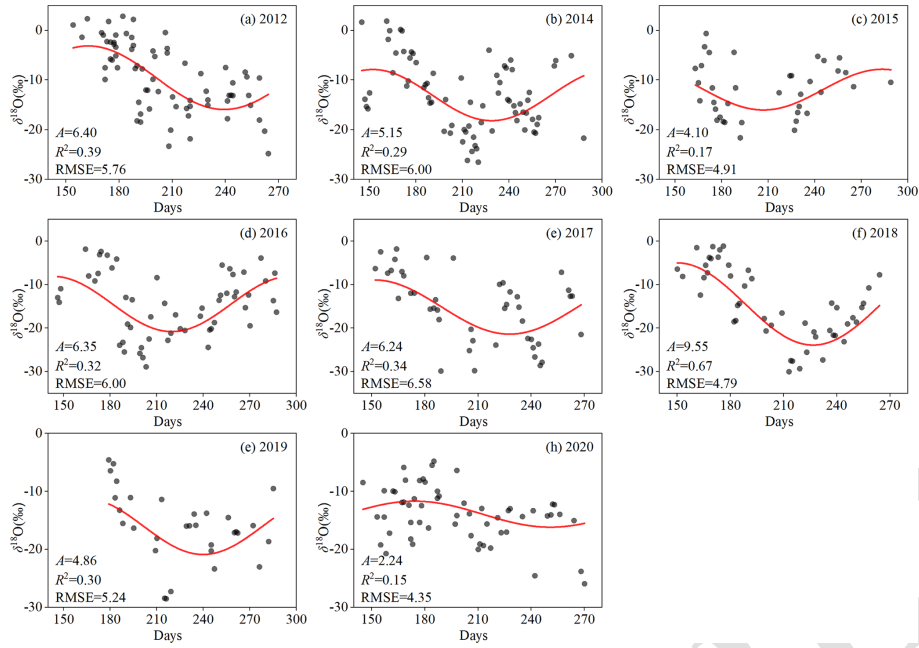 (a) 2012
0
-10
-20
-30
δ¹⁸O(‰)
A=6.40
R²=0.39
RMSE=5.76
150 180 210 240 270
Days
(b) 2014
0
-10
-20
-30
δ¹⁸O(‰)
A=5.15
R²=0.29
RMSE=6.00
150 180 210 240 270 300
Days
(c) 2015
0
-10
-20
-30
δ¹⁸O(‰)
A=4.10
R²=0.17
RMSE=4.91
150 180 210 240 270 300
Days
(d) 2016
0
-10
-20
-30
δ¹⁸O(‰)
A=6.35
R²=0.32
RMSE=6.00
150 180 210 240 270 300
Days
(e) 2017
0
-10
-20
-30
δ¹⁸O(‰)
A=6.24
R²=0.34
RMSE=6.58
150 180 210 240 270
Days
(f) 2018
0
-10
-20
-30
δ¹⁸O(‰)
A=9.55
R²=0.67
RMSE=4.79
150 180 210 240 270
Days
(e) 2019
0
-10
-20
-30
δ¹⁸O(‰)
A=4.86
R²=0.30
RMSE=5.24
150 180 210 240 270 300
Days
(h) 2020
0
-10
-20
-30
δ¹⁸O(‰)
A=2.24
R²=0.15
RMSE=4.35
150 180 210 240 270
Days